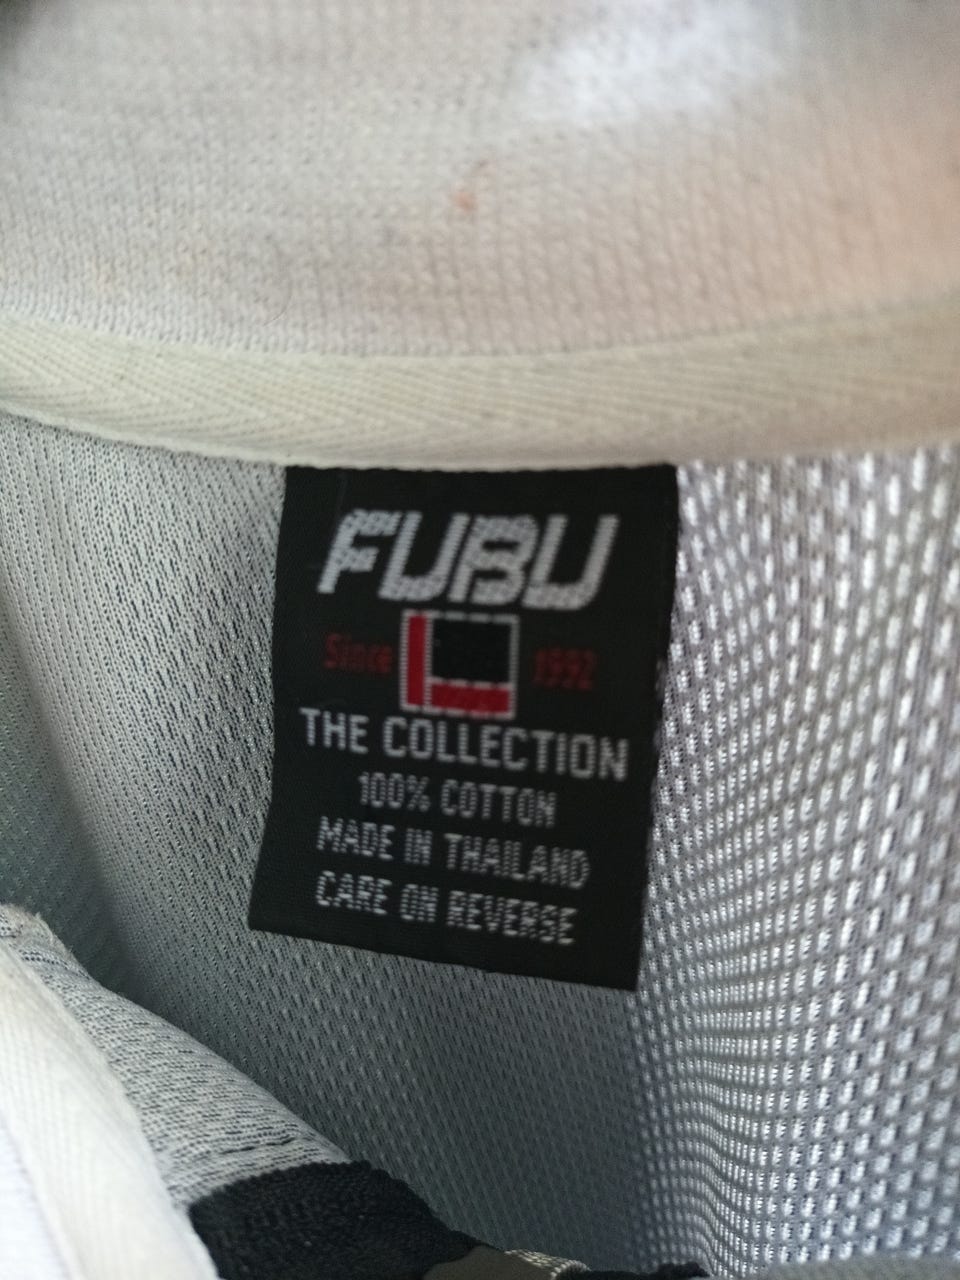 FUBU
Since 1992
THE COLLECTION
100% COTTON
MADE IN THAILAND
CARE ON REVERSE